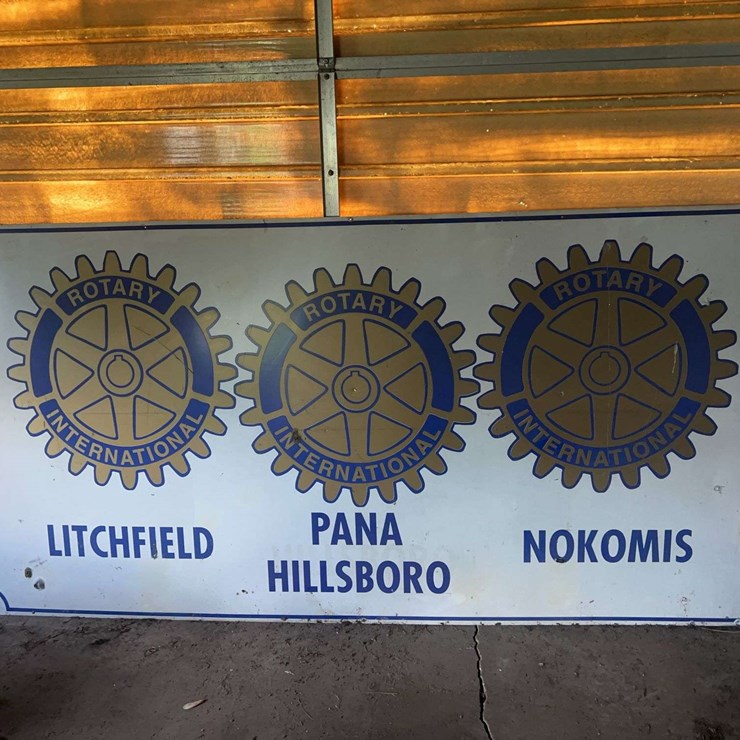 ROTARY
INTERNATIONAL
LITCHFIELD
ROTARY
INTERNATIONAL
PANA
HILLSBORO
ROTARY
INTERNATIONAL
NOKOMIS